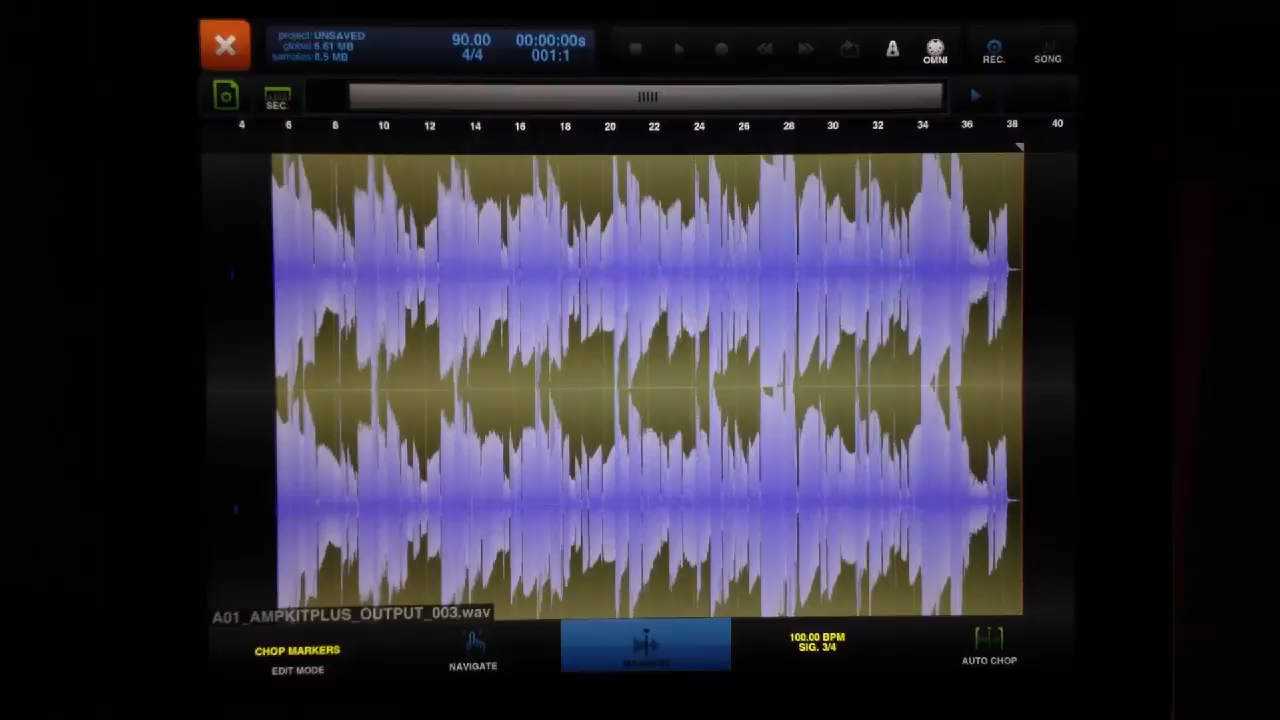 project: UNSAVED
global: 6.61 MB
samples: 6.5 MB
90.00
4/4
00:00:00s
001:1
OMNI
REC.
SONG
SEC.
4 6 8 10 12 14 16 18 20 22 24 26 28 30 32 34 36 38 40
A01_AMPKITPLUS_OUTPUT_003.wav
CHOP MARKERS
EDIT MODE
NAVIGATE
MARKERS
100.00 BPM
SIG. 3/4
AUTO CHOP